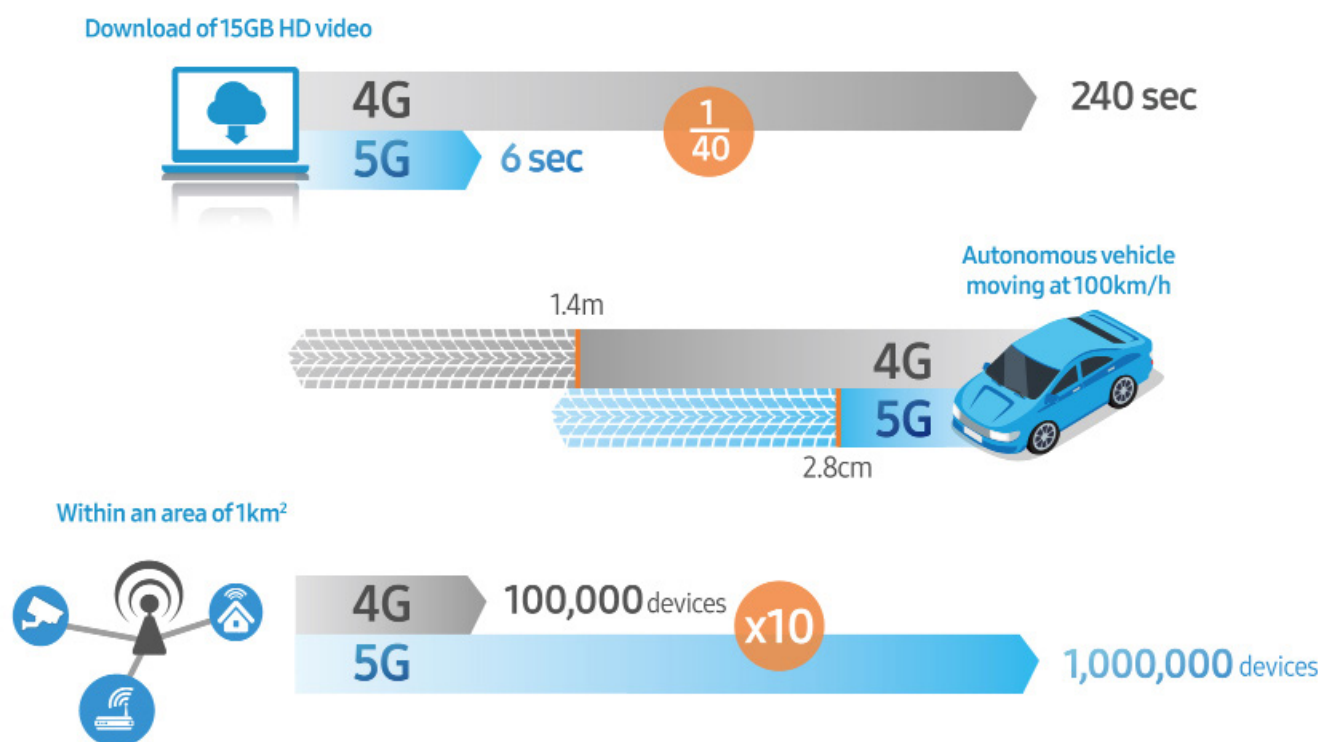 Download of 15GB HD video
4G
240 sec
1
40
5G
6 sec
Autonomous vehicle
moving at 100km/h
1.4m
4G
5G
2.8cm
Within an area of 1km²
4G
100,000 devices
x10
5G
1,000,000 devices